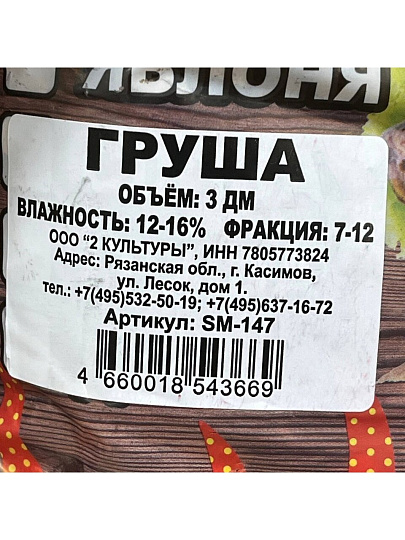 ЯБЛОНЯ
ГРУША
ОБЪЁМ: 3 ДМ
ВЛАЖНОСТЬ: 12-16% ФРАКЦИЯ: 7-12
ООО "2 КУЛЬТУРЫ", ИНН 7805773824
Адрес: Рязанская обл., г. Касимов,
ул. Лесок, дом 1.
тел.: +7(495)532-50-19; +7(495)637-16-72
Артикул: SM-147
4 660018 543669